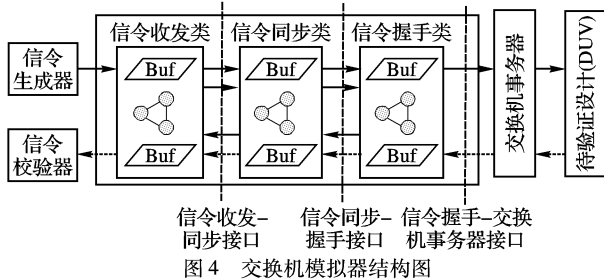 信令收发类 信令同步类 信令握手类
信令
生成器
Buf Buf Buf
交换机事务器
待验证设计(DUV)
信令
校验器
Buf Buf Buf
信令收发-
同步接口
信令同步-
握手接口
信令握手-交换
机事务器接口
图4 交换机模拟器结构图